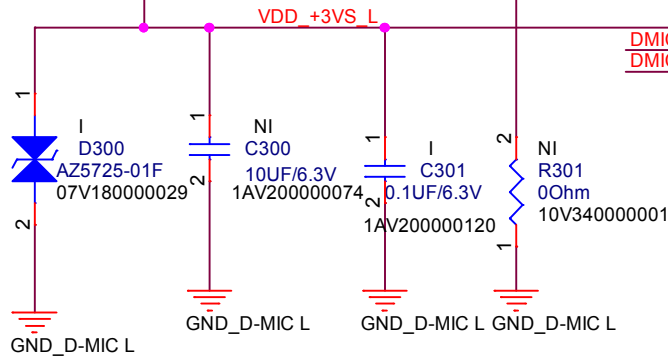 VDD_+3VS_L
DMIC
DMIC
1
I
D300
AZ5725-01F
07V180000029
2
GND_D-MIC L
1
NI
C300
10UF/6.3V
1AV200000074
2
GND_D-MIC L
1
I
C301
0.1UF/6.3V
2
1AV200000120
GND_D-MIC L
2
NI
R301
0Ohm
10V340000001
1
GND_D-MIC L